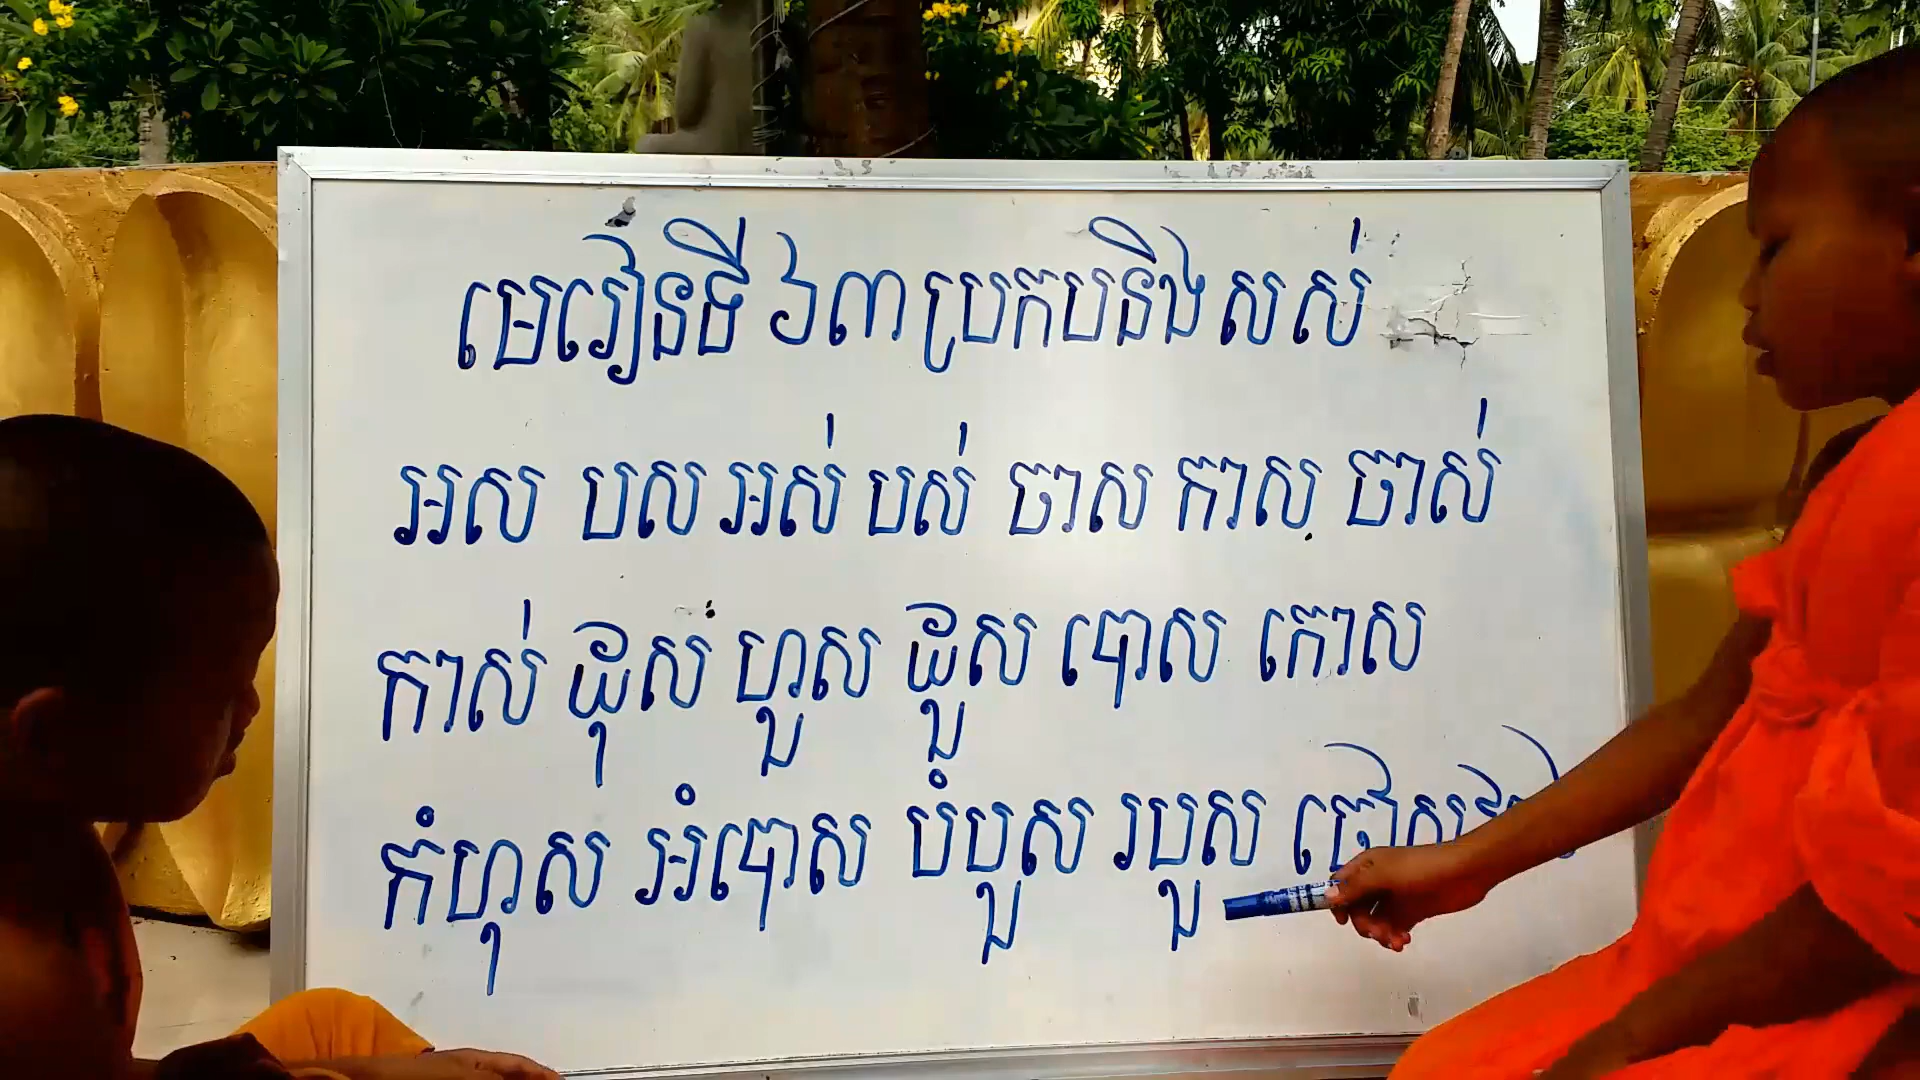 មេរៀនទី ៦៣ ប្រកបនឹង ស ស់
អស បស អស់ បស់ ចាស កាស ចាស់
កាស់ ដុស ហួស ដួស បោស កោស
កំហុស អំបោស បំបួស របួស